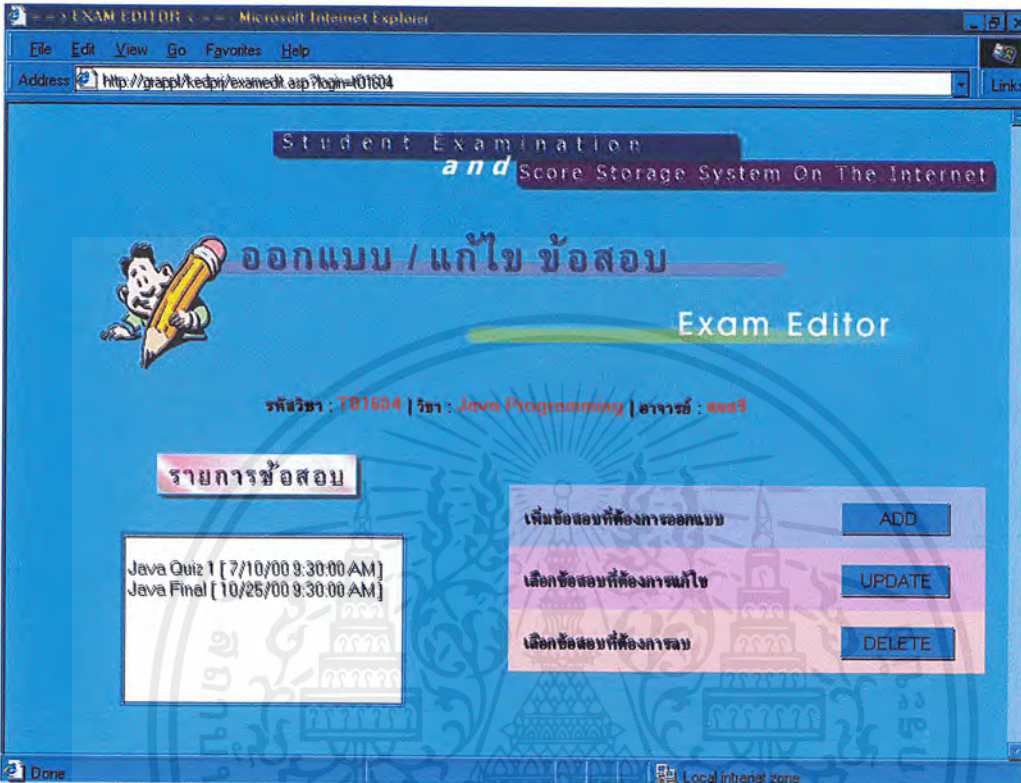 = = > EXAM EDITOR < = = - Microsoft Internet Explorer
File Edit View Go Favorites Help
Address http://grappl/kedprj/examedit.asp?login=t01604 Links
Student Examination
and Score Storage System On The Internet
ออกแบบ / แก้ไข ข้อสอบ
Exam Editor
รหัสวิชา : T01604 | วิชา : Java Programming | อาจารย์ : สมศรี
รายการข้อสอบ
เพิ่มข้อสอบที่ต้องการออกแบบ ADD
Java Quiz 1 [ 7/10/00 9:30:00 AM ]
Java Final [ 10/25/00 9:30:00 AM ]
เลือกข้อสอบที่ต้องการแก้ไข UPDATE
เลือกข้อสอบที่ต้องการลบ DELETE
Done Local intranet zone